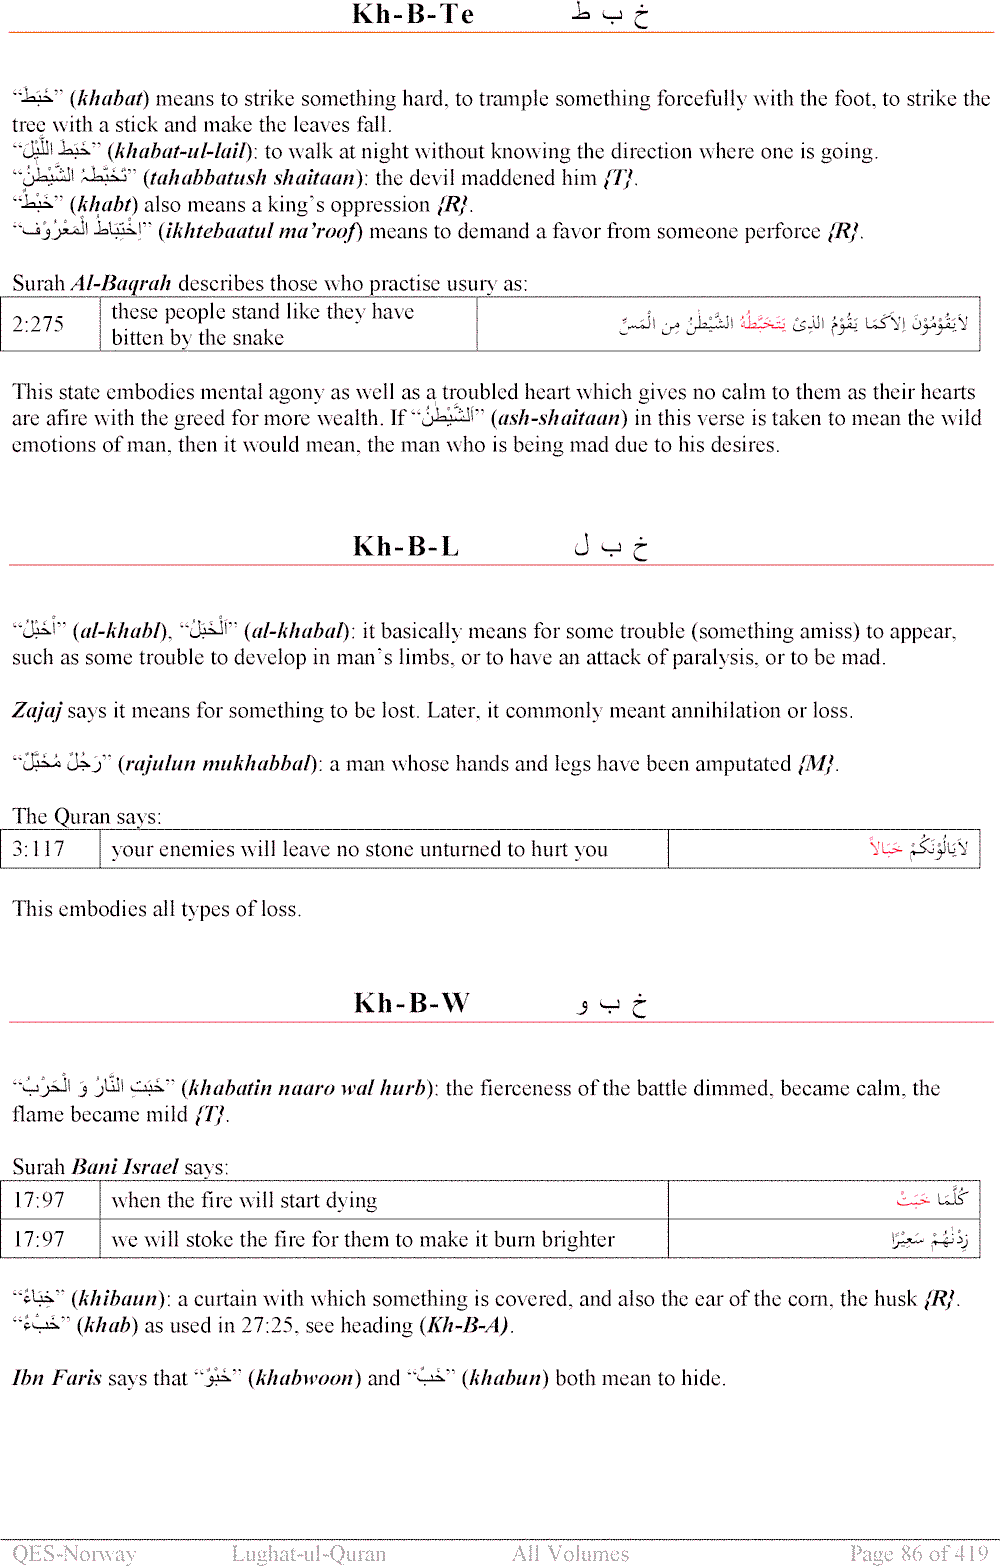 Kh-B-Te خ ب ط
“خَبَطَ” (khabat) means to strike something hard, to trample something forcefully with the foot, to strike the
tree with a stick and make the leaves fall.
“خَبَطَ اللَّيْلَ” (khabat-ul-lail): to walk at night without knowing the direction where one is going.
“تَخَبَّطَہُ الشَّيْطٰنُ” (tahabbatush shaitaan): the devil maddened him {T}.
“خَبْطٌ” (khabt) also means a king’s oppression {R}.
“اِخْتِبَاطُ الْمَعْرُوْف” (ikhtebaatul ma’roof) means to demand a favor from someone perforce {R}.
Surah Al-Baqrah describes those who practise usury as:
2:275 these people stand like they have لاَيَقُوْمُوْنَ اِلاَّكَمَا يَقُوْمُ الَّذِىْ يَتَخَبَّطُهُ الشَّيْطٰنُ مِن الْمَسِّ
bitten by the snake
This state embodies mental agony as well as a troubled heart which gives no calm to them as their hearts
are afire with the greed for more wealth. If “اَلشَّيْطٰنُ” (ash-shaitaan) in this verse is taken to mean the wild
emotions of man, then it would mean, the man who is being mad due to his desires.
Kh-B-L خ ب ل
“اْخَبْلُ” (al-khabl), “اَلْخَبَلُ” (al-khabal): it basically means for some trouble (something amiss) to appear,
such as some trouble to develop in man’s limbs, or to have an attack of paralysis, or to be mad.
Zajaj says it means for something to be lost. Later, it commonly meant annihilation or loss.
“رَجُلٌ مُخَبَّلٌ” (rajulun mukhabbal): a man whose hands and legs have been amputated {M}.
The Quran says:
3:117 your enemies will leave no stone unturned to hurt you لاَيَالُوْنَكُمْ خَبَالاً
This embodies all types of loss.
Kh-B-W خ ب و
“خَبَتِ النَّارُ وَ الْحَرْبُ” (khabatin naaro wal hurb): the fierceness of the battle dimmed, became calm, the
flame became mild {T}.
Surah Bani Israel says:
17:97 when the fire will start dying كُلَّمَا خَبَتْ
17:97 we will stoke the fire for them to make it burn brighter زِدْنٰهُمْ سَعِيْرًا
“خِبَاءٌ” (khibaun): a curtain with which something is covered, and also the ear of the corn, the husk {R}.
“خَبْءٌ” (khab) as used in 27:25, see heading (Kh-B-A).
Ibn Faris says that “خَبْوٌ” (khabwoon) and “خَبٌ” (khabun) both mean to hide.
QES-Norway Lughat-ul-Quran All Volumes Page 86 of 419